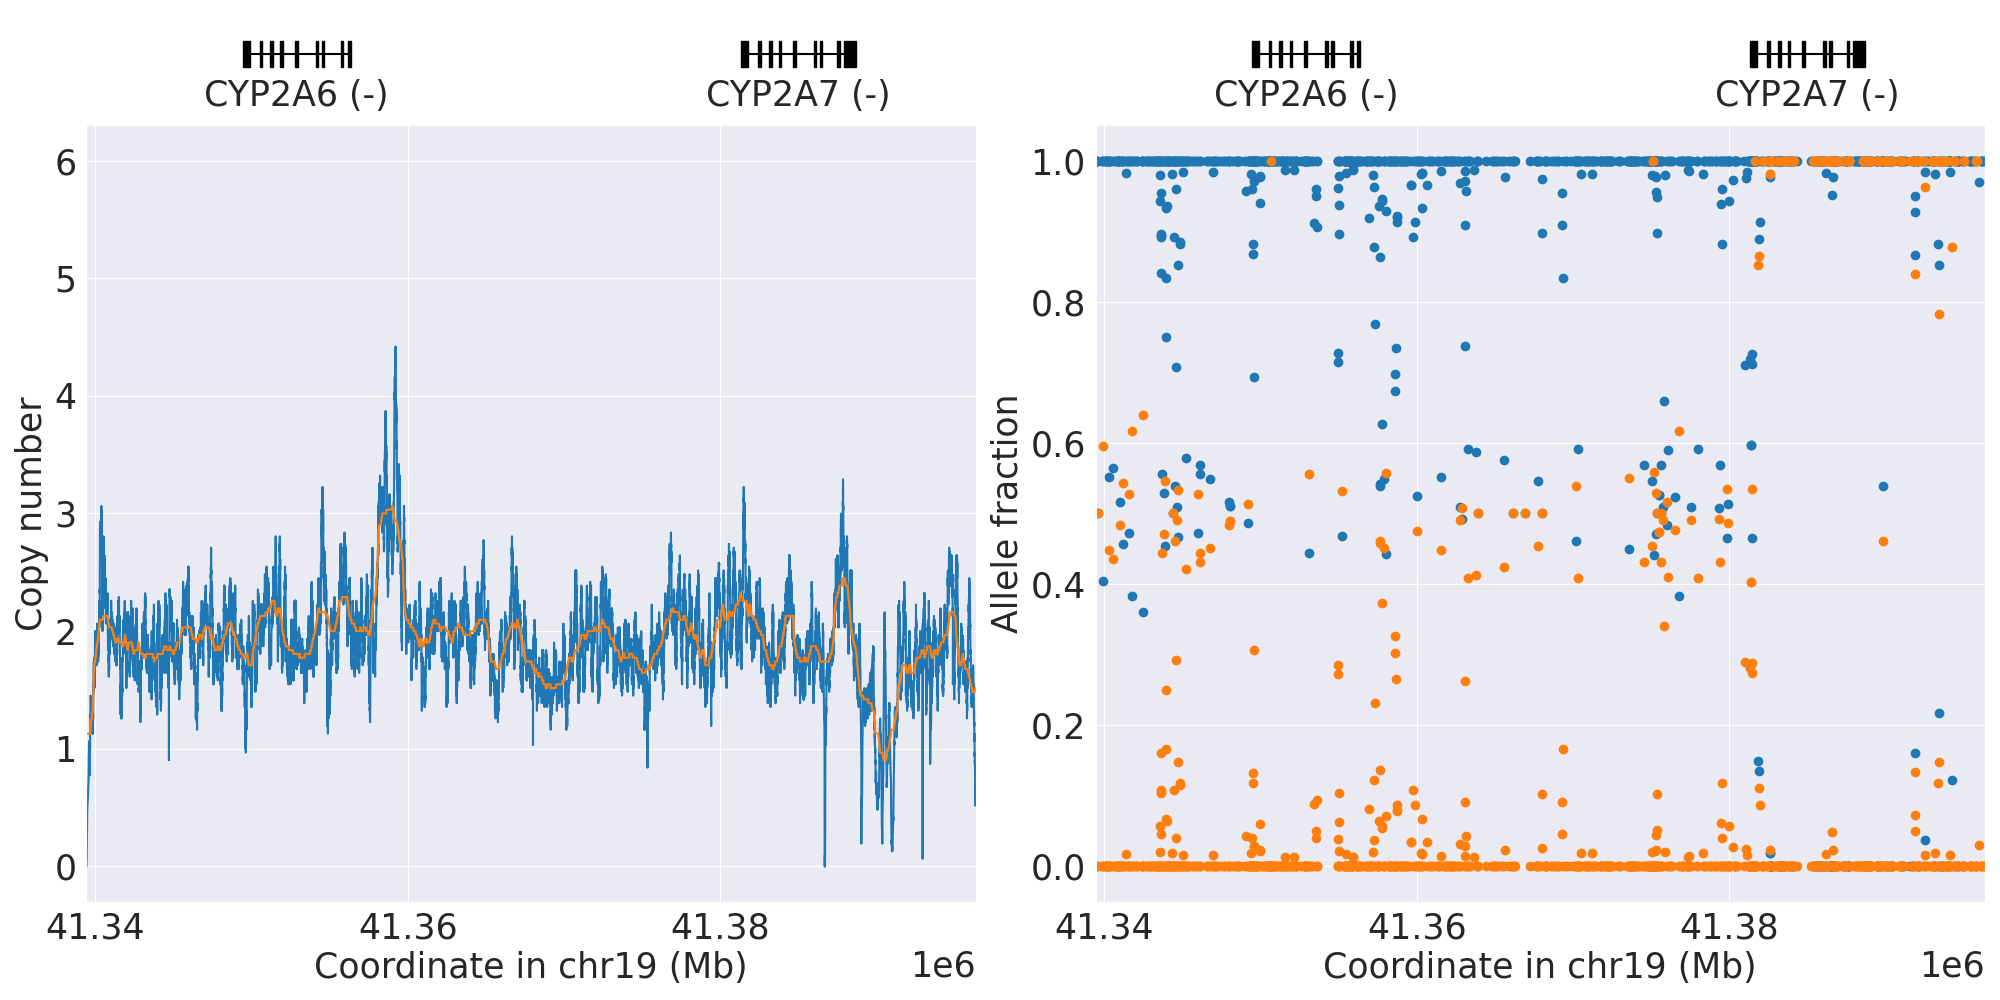 CYP2A6 (-)
CYP2A7 (-)
6
5
4
3
2
1
0
Copy number
41.34
41.36
41.38
Coordinate in chr19 (Mb)
1e6
CYP2A6 (-)
CYP2A7 (-)
1.0
0.8
0.6
0.4
0.2
0.0
Allele fraction
41.34
41.36
41.38
Coordinate in chr19 (Mb)
1e6